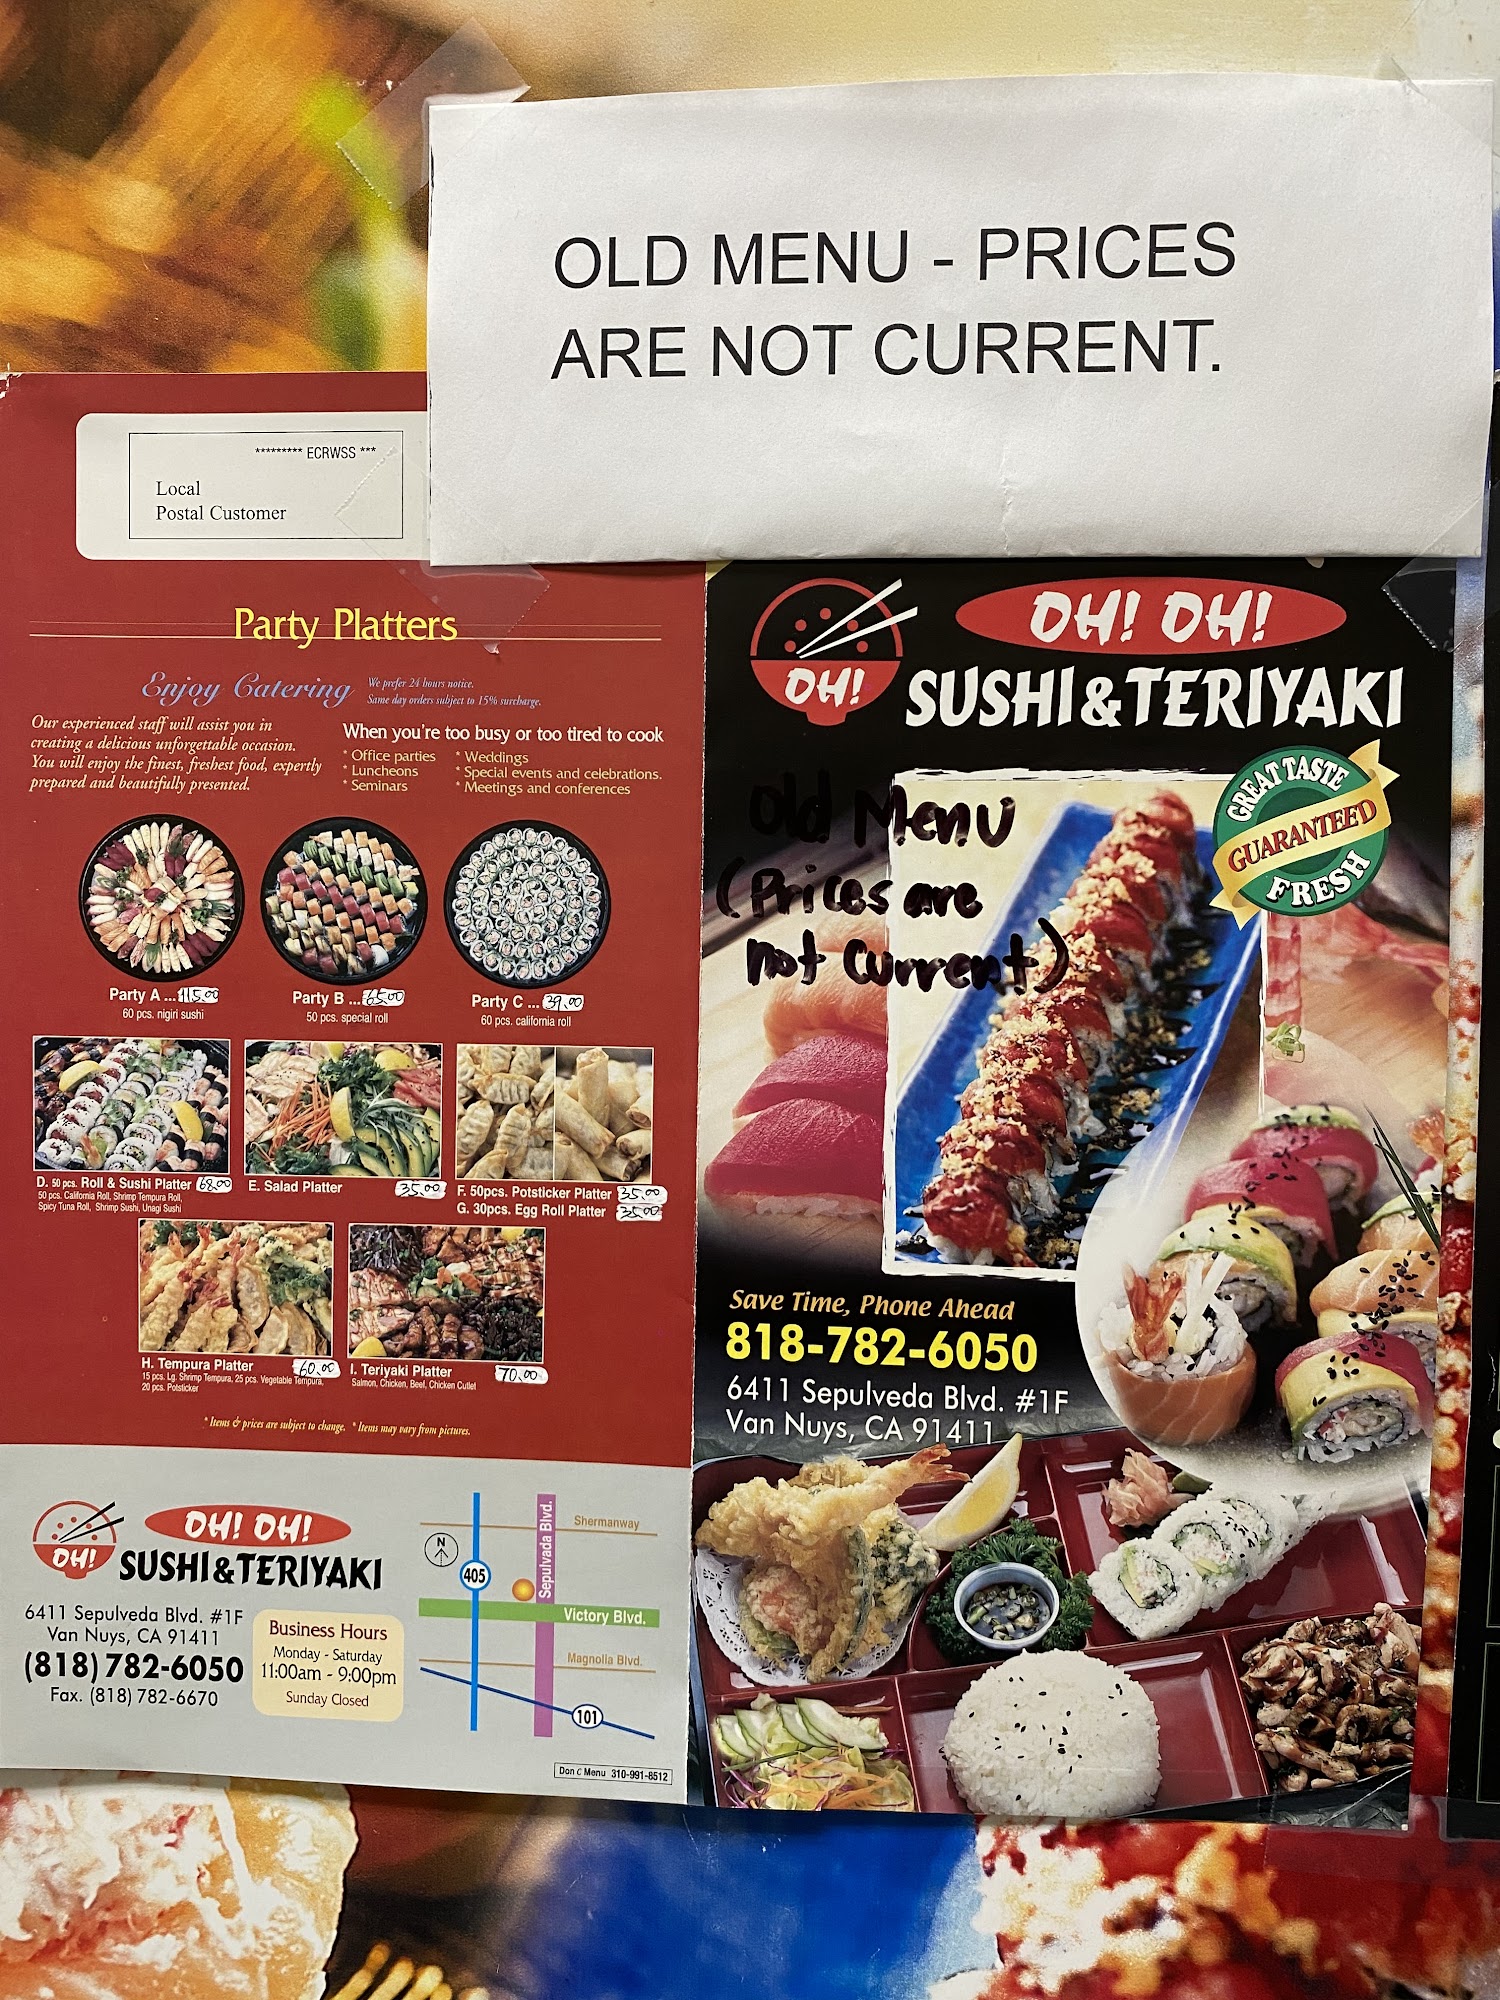 OLD MENU - PRICES
ARE NOT CURRENT.
********* ECRWSS ***
Local
Postal Customer
Party Platters
Enjoy Catering
We prefer 24 hours notice.
Same day orders subject to 15% surcharge.
Our experienced staff will assist you in
creating a delicious unforgettable occasion.
You will enjoy the finest, freshest food, expertly
prepared and beautifully presented.
When you're too busy or too tired to cook
* Office parties
* Luncheons
* Seminars
* Weddings
* Special events and celebrations.
* Meetings and conferences
Party A ... 115.00
60 pcs. nigiri sushi
Party B ... 65.00
50 pcs. special roll
Party C ... 39.00
60 pcs. california roll
D. 50 pcs. Roll & Sushi Platter 68.00
50 pcs. California Roll, Shrimp Tempura Roll,
Spicy Tuna Roll, Shrimp Sushi, Unagi Sushi
E. Salad Platter 35.00
F. 50pcs. Potsticker Platter 35.00
G. 30pcs. Egg Roll Platter 35.00
H. Tempura Platter 60.00
15 pcs. Lg. Shrimp Tempura, 25 pcs. Vegetable Tempura,
20 pcs. Potsticker
I. Teriyaki Platter 70.00
Salmon, Chicken, Beef, Chicken Cutlet
* Items & prices are subject to change. * Items may vary from pictures.
OH!
OH! OH!
SUSHI & TERIYAKI
6411 Sepulveda Blvd. #1F
Van Nuys, CA 91411
(818) 782-6050
Fax. (818) 782-6670
Business Hours
Monday - Saturday
11:00am - 9:00pm
Sunday Closed
N
405
Sepulvada Blvd.
Shermanway
Victory Blvd.
Magnolla Blvd.
101
Don C Menu 310-991-8512
OH!
OH! OH!
SUSHI & TERIYAKI
GREAT TASTE
GUARANTEED
FRESH
Old Menu
(Prices are
not Current)
Save Time, Phone Ahead
818-782-6050
6411 Sepulveda Blvd. #1F
Van Nuys, CA 91411